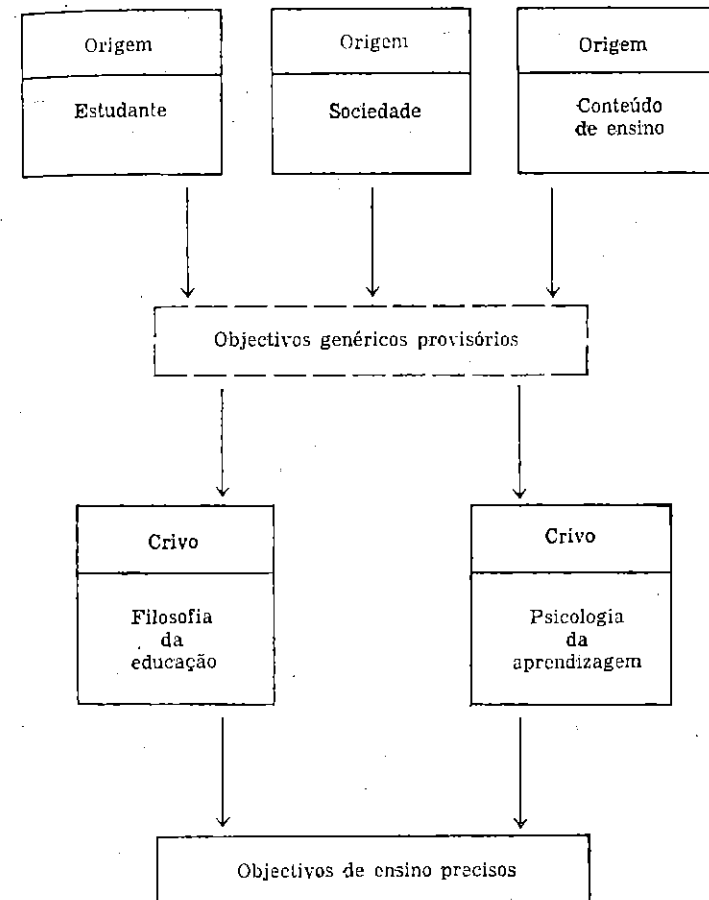 Origem
Origem
Origem
Estudante
Sociedade
Conteúdo
de ensino
Objectivos genéricos provisórios
Crivo
Crivo
Filosofia
da
educação
Psicologia
da
aprendizagem
Objectivos de ensino precisos